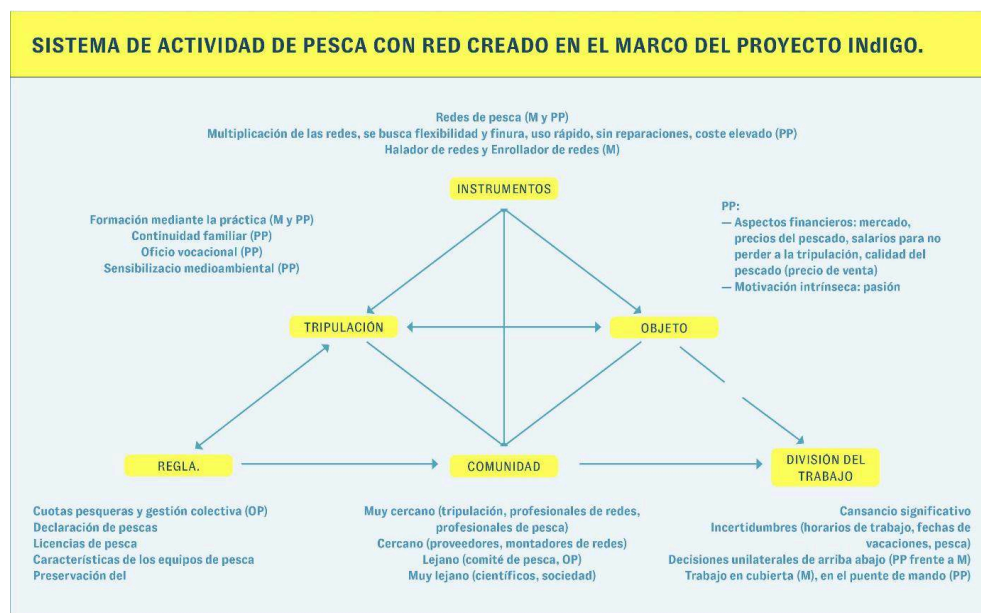 SISTEMA DE ACTIVIDAD DE PESCA CON RED CREADO EN EL MARCO DEL PROYECTO INdIGO.
Redes de pesca (M y PP)
Multiplicación de las redes, se busca flexibilidad y finura, uso rápido, sin reparaciones, coste elevado (PP)
Halador de redes y Enrollador de redes (M)
INSTRUMENTOS
Formación mediante la práctica (M y PP)
Continuidad familiar (PP)
Oficio vocacional (PP)
Sensibilizacio medioambiental (PP)
PP:
— Aspectos financieros: mercado,
precios del pescado, salarios para no
perder a la tripulación, calidad del
pescado (precio de venta)
— Motivación intrínseca: pasión
TRIPULACIÓN
OBJETO
REGLA.
COMUNIDAD
DIVISIÓN DEL
TRABAJO
Cuotas pesqueras y gestión colectiva (OP)
Declaración de pescas
Licencias de pesca
Características de los equipos de pesca
Preservación del
Muy cercano (tripulación, profesionales de redes,
profesionales de pesca)
Cercano (proveedores, montadores de redes)
Lejano (comité de pesca, OP)
Muy lejano (científicos, sociedad)
Cansancio significativo
Incertidumbres (horarios de trabajo, fechas de
vacaciones, pesca)
Decisiones unilaterales de arriba abajo (PP frente a M)
Trabajo en cubierta (M), en el puente de mando (PP)